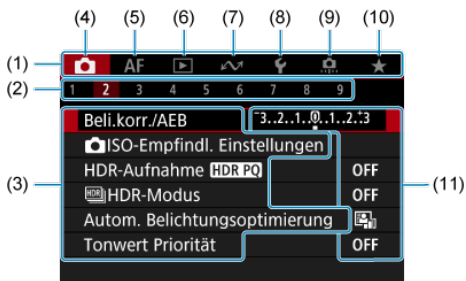 (4) (5) (6) (7) (8) (9) (10)
(1) AF
(2) 1 2 3 4 5 6 7 8 9
Beli.korr./AEB -3..2..1..0..1..2..+3
ISO-Empfindl. Einstellungen
HDR-Aufnahme HDR PQ OFF
(3) (11)
HDR HDR-Modus OFF
Autom. Belichtungsoptimierung
Tonwert Priorität OFF